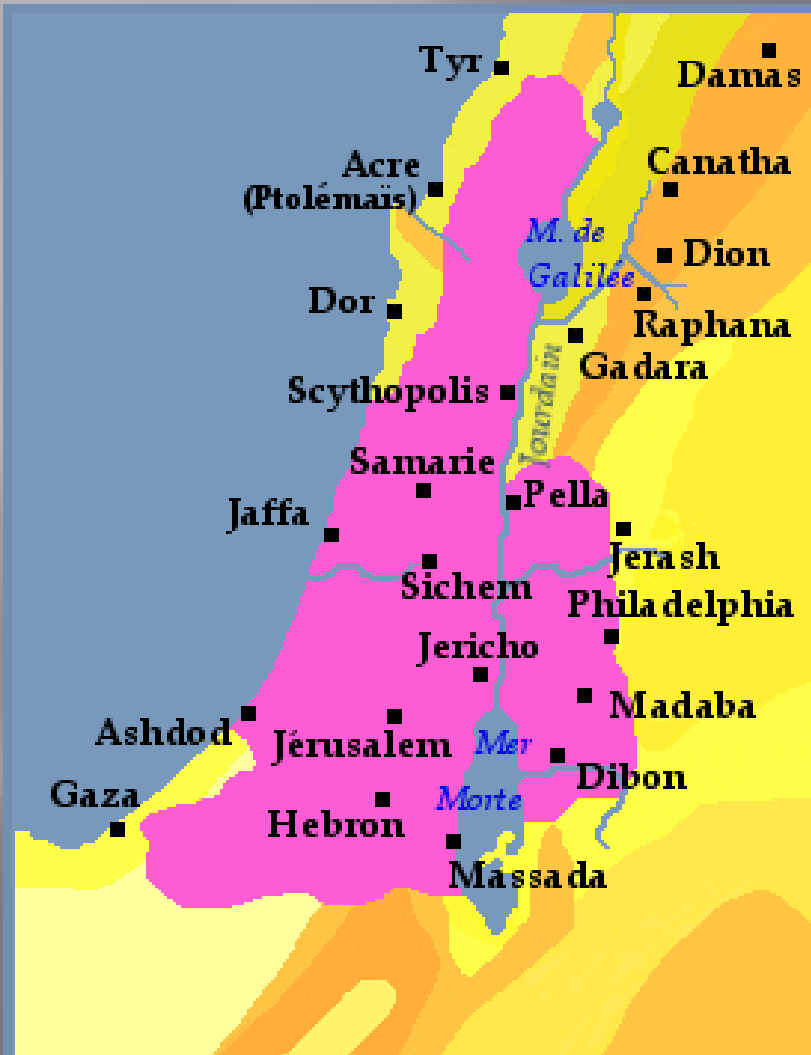 Tyr
Damas
Acre
(Ptolémaïs)
Canatha
M. de
Galilée
Dion
Dor
Raphana
Gadara
Jourdain
Scythopolis
Samarie
Pella
Jaffa
Jerash
Sichem
Philadelphia
Jericho
Madaba
Ashdod
Jérusalem
Mer
Morte
Dibon
Gaza
Hebron
Massada